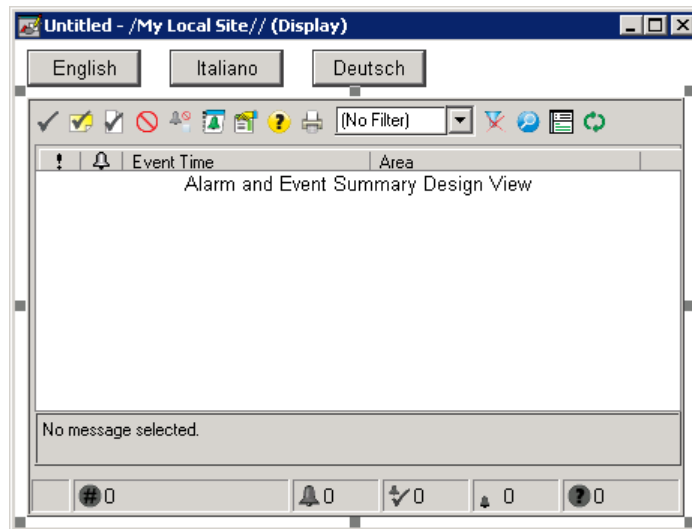 Untitled - /My Local Site// (Display)
English Italiano Deutsch
(No Filter)
! Event Time Area
Alarm and Event Summary Design View
No message selected.
# 0 0 0 0 ? 0